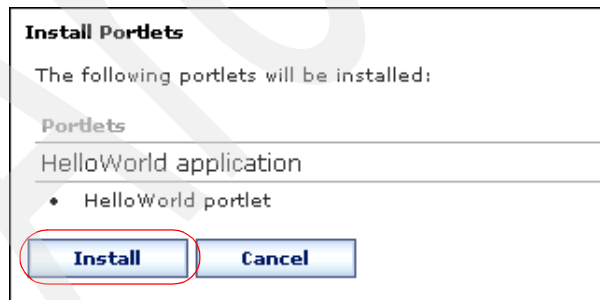 Install Portlets
The following portlets will be installed:
Portlets
HelloWorld application
• HelloWorld portlet
Install Cancel